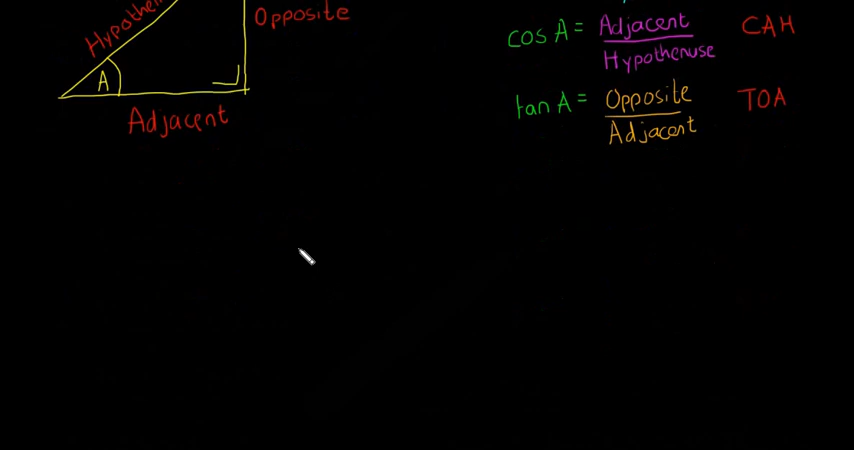 Opposite
A
Adjacent
cos A = Adjacent CAH
Hypothenuse
tan A = Opposite TOA
Adjacent